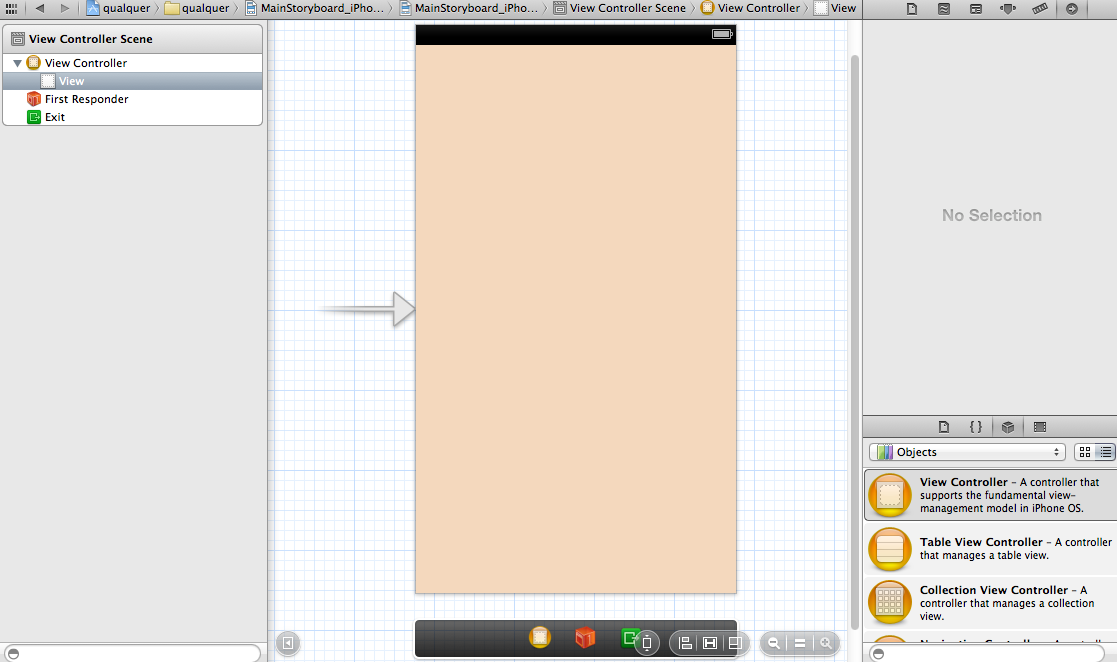 qualquer
qualquer
MainStoryboard_iPho...
MainStoryboard_iPho...
View Controller Scene
View Controller
View
View Controller Scene
View Controller
View
First Responder
Exit
No Selection
{ }
Objects
View Controller - A controller that
supports the fundamental view-
management model in iPhone OS.
Table View Controller - A controller
that manages a table view.
Collection View Controller - A
controller that manages a collection
view.